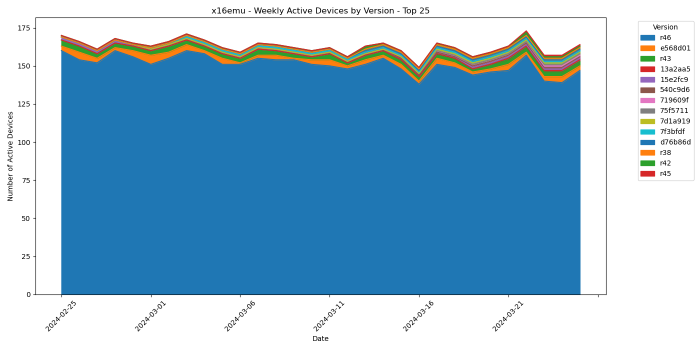 x16emu - Weekly Active Devices by Version - Top 25
Number of Active Devices
175
150
125
100
75
50
25
0
2024-02-25
2024-03-01
2024-03-06
2024-03-11
2024-03-16
2024-03-21
Date
Version
r46
e568d01
r43
13a2aa5
15e2fc9
540c9d6
719609f
75f5711
7d1a919
7f3bfdf
d76b86d
r38
r42
r45